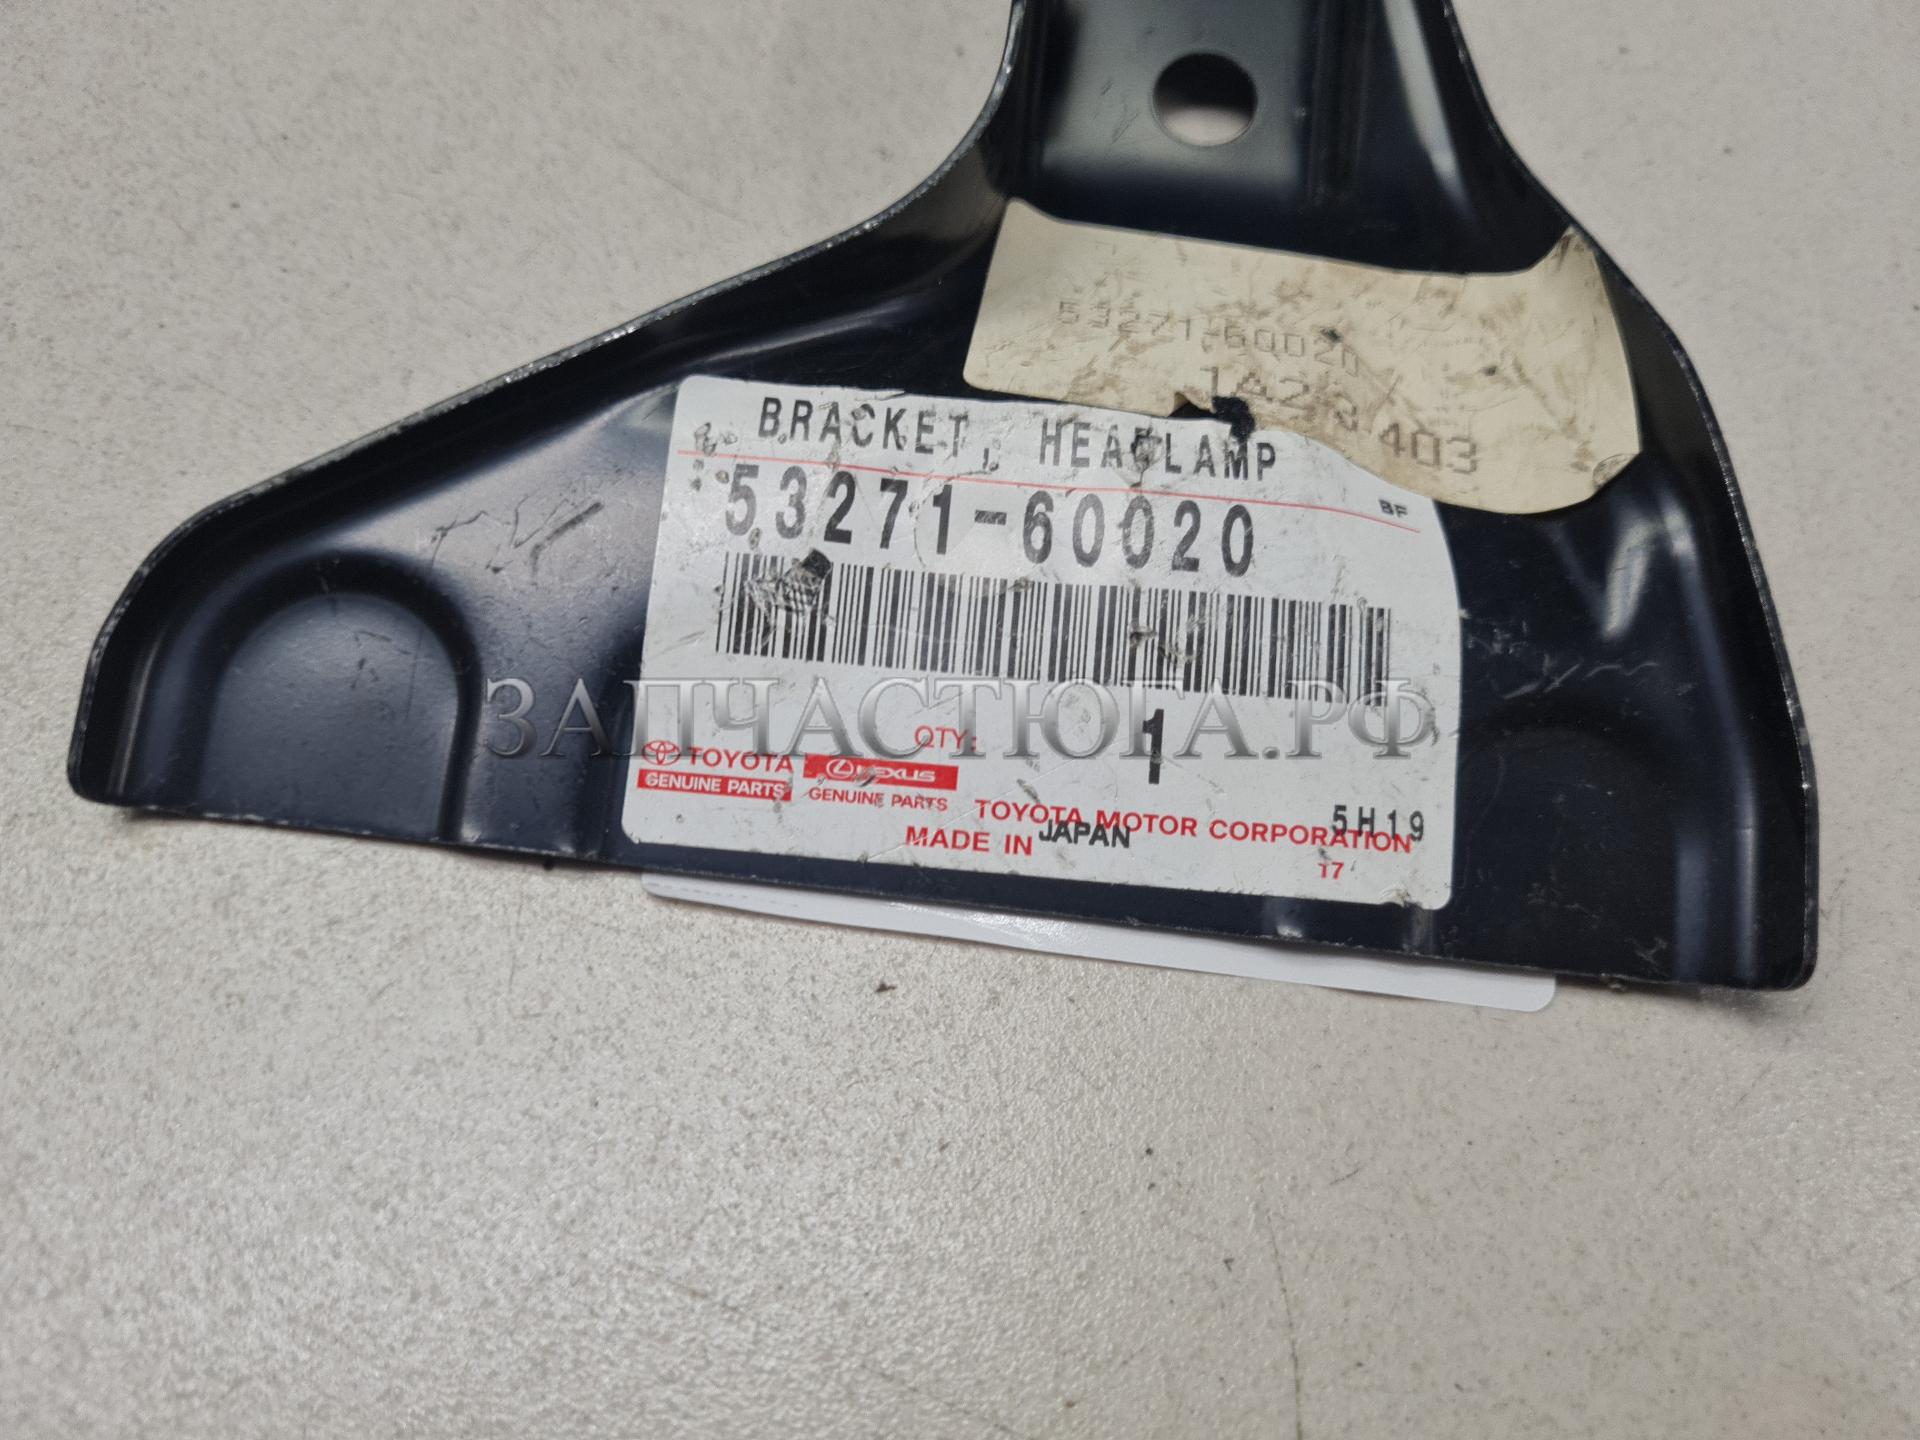 53271-60020
403
BRACKET, HEADLAMP
53271-60020
BF
ЗАПЧАСТЮГА.РФ
QTY: 1
TOYOTA
GENUINE PARTS
LEXUS
GENUINE PARTS
TOYOTA MOTOR CORPORATION
5H19
MADE IN JAPAN
17